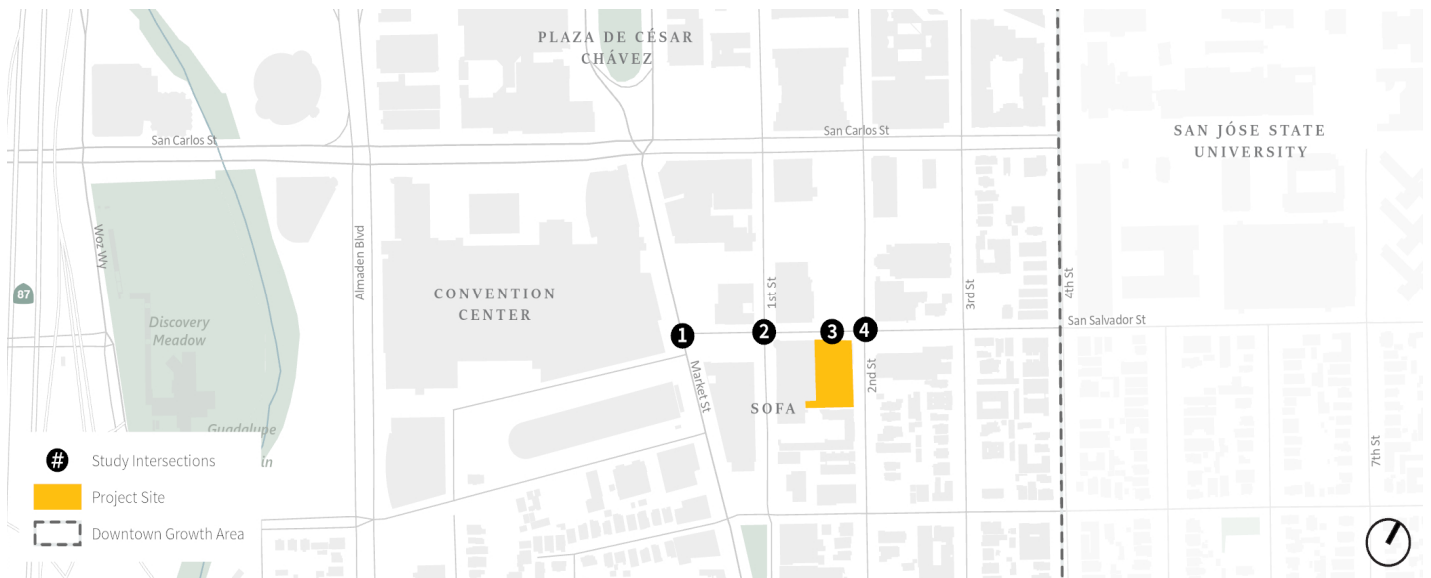 PLAZA DE CÉSAR
CHÁVEZ
San Carlos St
San Carlos St
SAN JÓSE STATE
UNIVERSITY
Woz Wy
Almaden Blvd
87
CONVENTION
CENTER
1st St
3rd St
4th St
San Salvador St
Discovery
Meadow
1
2
3
4
Market St
2nd St
SOFA
Guadalupe
in
7th St
# Study Intersections
Project Site
Downtown Growth Area